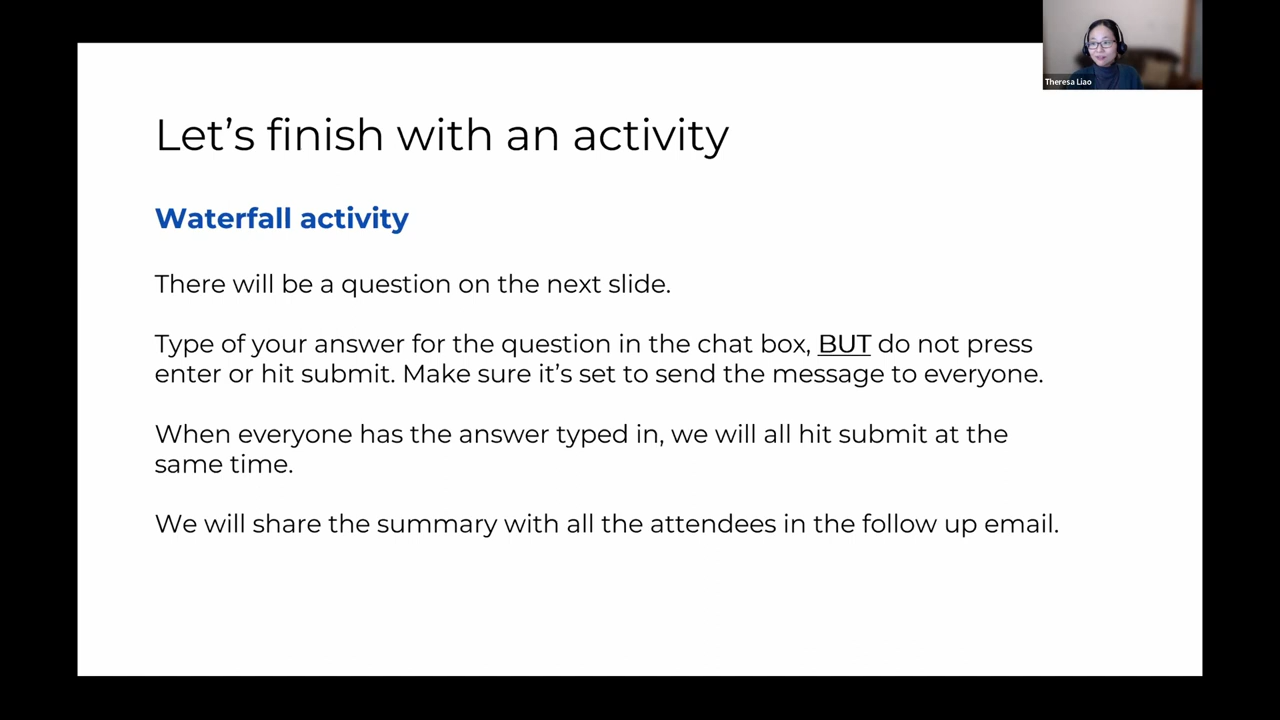 Theresa Liao
Let's finish with an activity
Waterfall activity
There will be a question on the next slide.
Type of your answer for the question in the chat box, BUT do not press
enter or hit submit. Make sure it's set to send the message to everyone.
When everyone has the answer typed in, we will all hit submit at the
same time.
We will share the summary with all the attendees in the follow up email.